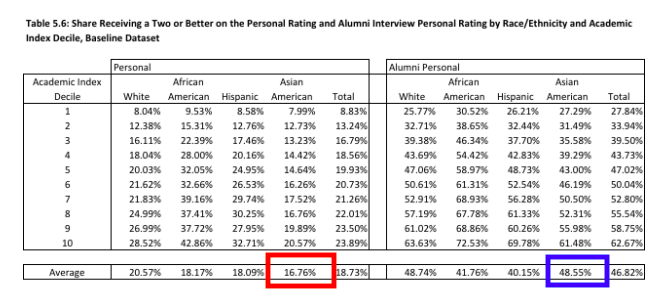 Table 5.6: Share Receiving a Two or Better on the Personal Rating and Alumni Interview Personal Rating by Race/Ethnicity and Academic
Index Decile, Baseline Dataset
Personal Alumni Personal
Academic Index African Asian African Asian
Decile White American Hispanic American Total White American Hispanic American Total
1 8.04% 9.53% 8.58% 7.99% 8.83% 25.77% 30.52% 26.21% 27.29% 27.84%
2 12.38% 15.31% 12.76% 12.73% 13.24% 32.71% 38.65% 32.44% 31.49% 33.94%
3 16.11% 22.39% 17.46% 13.23% 16.79% 39.38% 46.34% 37.70% 35.58% 39.50%
4 18.04% 28.00% 20.16% 14.42% 18.56% 43.69% 54.42% 42.83% 39.29% 43.73%
5 20.03% 32.05% 24.95% 14.64% 19.93% 47.06% 58.97% 48.73% 43.00% 47.02%
6 21.62% 32.66% 26.53% 16.26% 20.73% 50.61% 61.31% 52.54% 46.19% 50.04%
7 21.83% 39.16% 29.74% 17.52% 21.26% 52.91% 68.93% 56.28% 50.50% 52.80%
8 24.99% 37.41% 30.25% 16.76% 22.01% 57.19% 67.78% 61.33% 52.31% 55.54%
9 26.99% 37.72% 27.95% 19.89% 23.50% 61.02% 68.86% 60.26% 55.98% 58.75%
10 28.52% 42.86% 32.71% 20.57% 23.89% 63.63% 72.53% 69.78% 61.48% 62.67%
Average 20.57% 18.17% 18.09% 16.76% 18.73% 48.74% 41.76% 40.15% 48.55% 46.82%